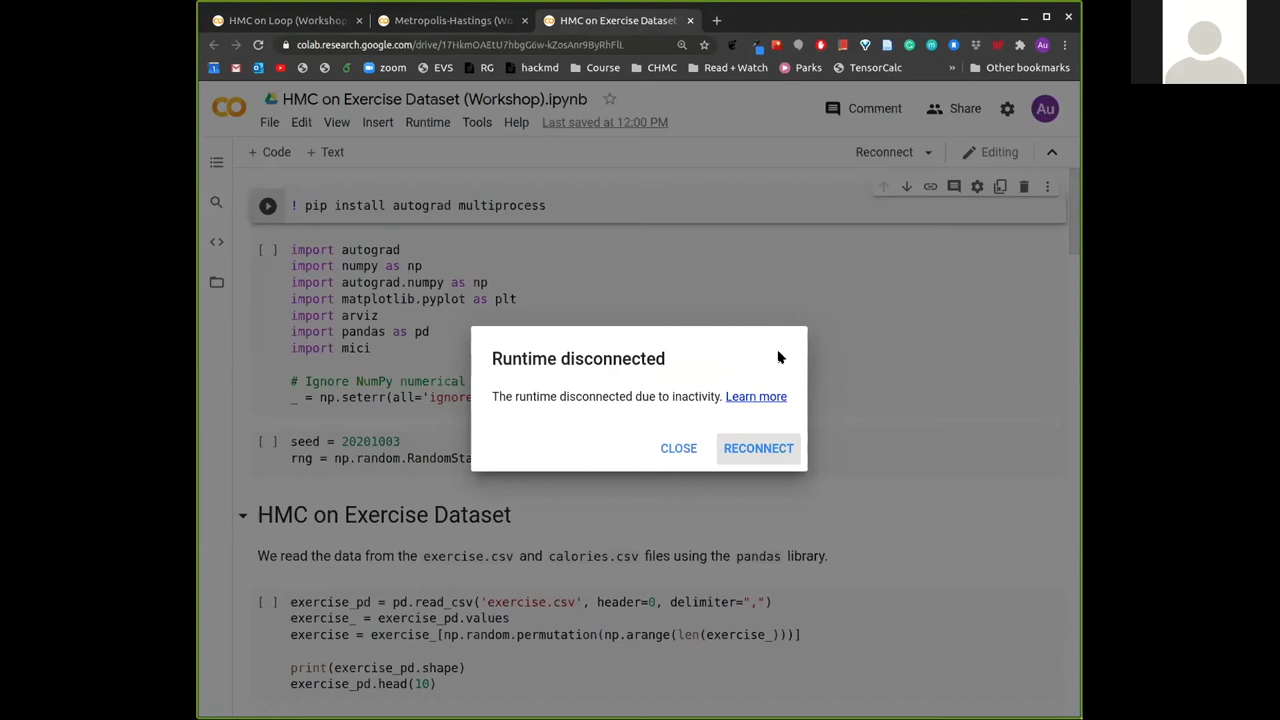 HMC on Loop (Workshop
Metropolis-Hastings (Wo
HMC on Exercise Dataset
colab.research.google.com/drive/17HkmOAEtU7hbgG6w-kZosAnr9ByRhFlL
Au
zoom
EVS
RG
hackmd
Course
CHMC
Read + Watch
Parks
TensorCalc
»
Other bookmarks
HMC on Exercise Dataset (Workshop).ipynb
Comment
Share
Au
File Edit View Insert Runtime Tools Help Last saved at 12:00 PM
+ Code + Text
Reconnect
Editing
! pip install autograd multiprocess
[ ] import autograd
import numpy as np
import autograd.numpy as np
import matplotlib.pyplot as plt
import arviz
import pandas as pd
import mici
# Ignore NumPy numerical
_ = np.seterr(all='ignore
Runtime disconnected
The runtime disconnected due to inactivity. Learn more
CLOSE RECONNECT
[ ] seed = 20201003
rng = np.random.RandomSta
HMC on Exercise Dataset
We read the data from the exercise.csv and calories.csv files using the pandas library.
[ ] exercise_pd = pd.read_csv('exercise.csv', header=0, delimiter=",")
exercise_ = exercise_pd.values
exercise = exercise_[np.random.permutation(np.arange(len(exercise_)))]
print(exercise_pd.shape)
exercise_pd.head(10)